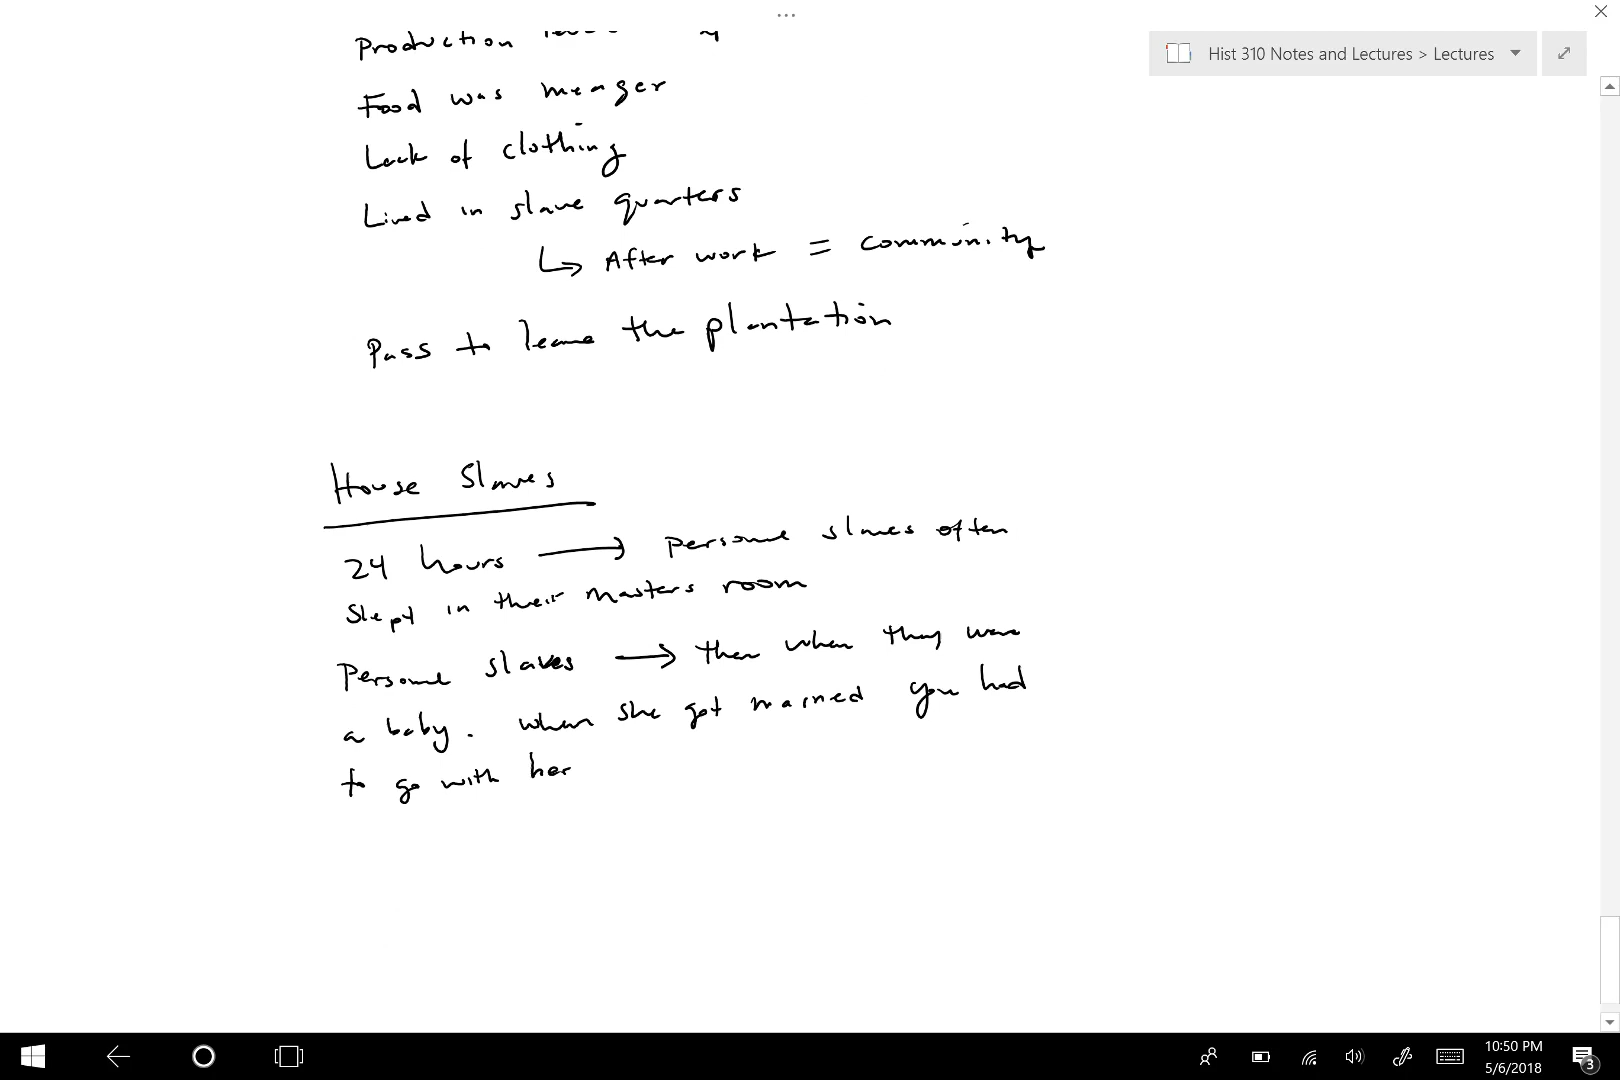 Hist 310 Notes and Lectures > Lectures
Production
Food was meager
Lack of clothing
Lived in slave quarters
↳ After work = community
Pass to leave the plantation
House Slaves
24 hours → personal slaves often
slept in their masters room
Personal slaves → then when they were
a baby. when she got married you had
to go with her
10:50 PM
5/6/2018
3